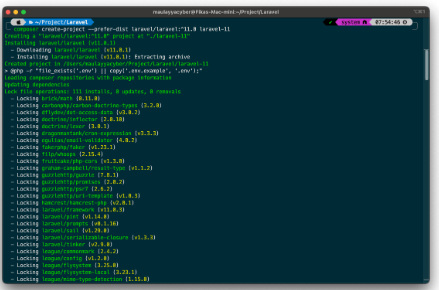 maulayyacyber@Fikas-Mac-mini:~/Project/Laravel
~/Project/Laravel
system
07:54:46
composer create-project --prefer-dist laravel/laravel:^11.0 laravel-11
Creating a "laravel/laravel:^11.0" project at "./laravel-11"
Installing laravel/laravel (v11.0.1)
- Downloading laravel/laravel (v11.0.1)
- Installing laravel/laravel (v11.0.1): Extracting archive
Created project in /Users/maulayyacyber/Project/Laravel/laravel-11
> @php -r "file_exists('.env') || copy('.env.example', '.env');"
Loading composer repositories with package information
Updating dependencies
Lock file operations: 111 installs, 0 updates, 0 removals
- Locking brick/math (0.11.0)
- Locking carbonphp/carbon-doctrine-types (3.2.0)
- Locking dflydev/dot-access-data (v3.0.2)
- Locking doctrine/inflector (2.0.10)
- Locking doctrine/lexer (3.0.1)
- Locking dragonmantank/cron-expression (v3.3.3)
- Locking egulias/email-validator (4.0.2)
- Locking fakerphp/faker (v1.23.1)
- Locking filp/whoops (2.15.4)
- Locking fruitcake/php-cors (v1.3.0)
- Locking graham-campbell/result-type (v1.1.2)
- Locking guzzlehttp/guzzle (7.8.1)
- Locking guzzlehttp/promises (2.0.2)
- Locking guzzlehttp/psr7 (2.6.2)
- Locking guzzlehttp/uri-template (v1.0.3)
- Locking hamcrest/hamcrest-php (v2.0.1)
- Locking laravel/framework (v11.0.3)
- Locking laravel/pint (v1.14.0)
- Locking laravel/prompts (v0.1.16)
- Locking laravel/sail (v1.29.0)
- Locking laravel/serializable-closure (v1.3.3)
- Locking laravel/tinker (v2.9.0)
- Locking league/commonmark (2.4.2)
- Locking league/config (v1.2.0)
- Locking league/flysystem (3.25.0)
- Locking league/flysystem-local (3.23.1)
- Locking league/mime-type-detection (1.15.0)